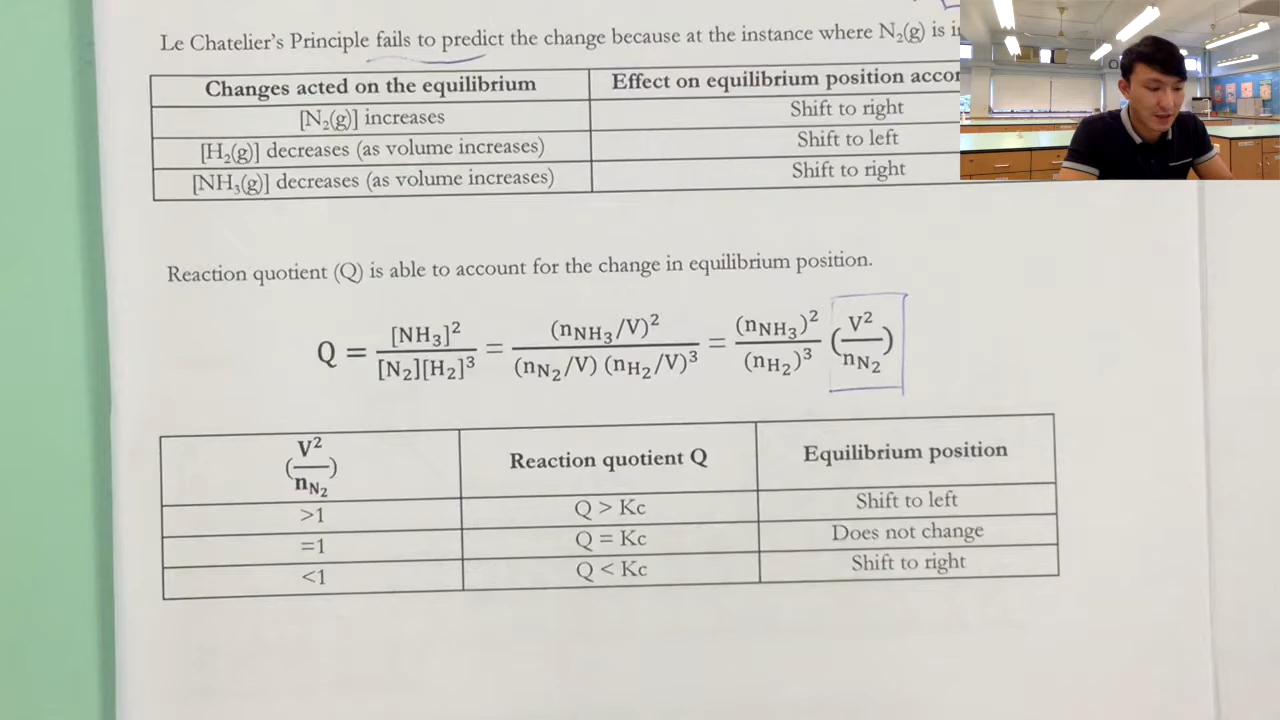 Le Chatelier's Principle fails to predict the change because at the instance where N₂(g) is
Changes acted on the equilibrium | Effect on equilibrium position
[N₂(g)] increases | Shift to right
[H₂(g)] decreases (as volume increases) | Shift to left
[NH₃(g)] decreases (as volume increases) | Shift to right
Reaction quotient (Q) is able to account for the change in equilibrium position.
Q = [NH₃]²/[N₂][H₂]³ = (n_NH₃/V)²/(n_N₂/V) (n_H₂/V)³ = (n_NH₃)²/(n_H₂)³ (V²/n_N₂)
(V²/n_N₂) | Reaction quotient Q | Equilibrium position
>1 | Q > Kc | Shift to left
=1 | Q = Kc | Does not change
<1 | Q < Kc | Shift to right